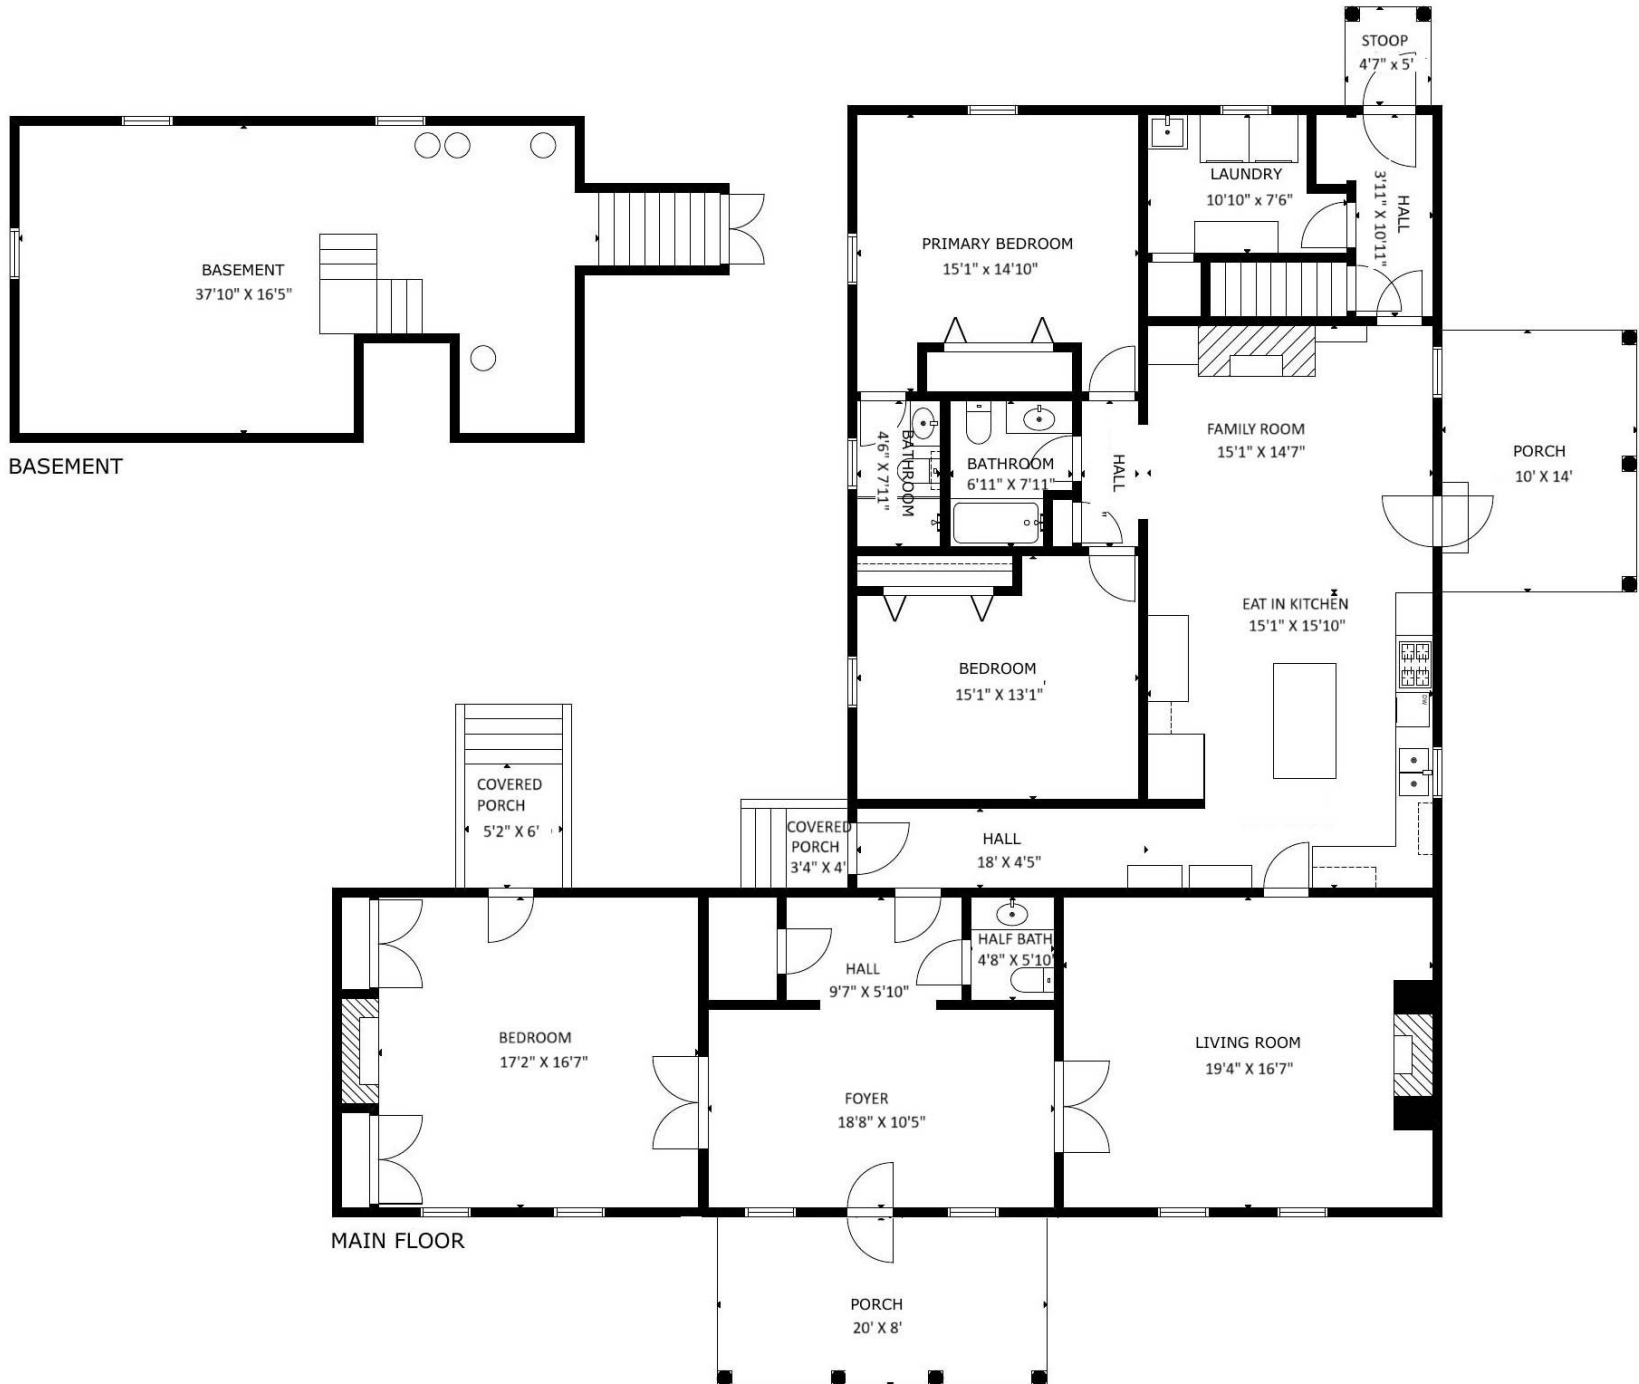 STOOP
4'7" x 5'
BASEMENT
37'10" X 16'5"
BASEMENT
PRIMARY BEDROOM
15'1" x 14'10"
LAUNDRY
10'10" x 7'6"
HALL
3'11" X 10'11"
FAMILY ROOM
15'1" X 14'7"
PORCH
10' X 14'
BATHROOM
4'6" X 7'11"
BATHROOM
6'11" X 7'11"
HALL
EAT IN KITCHEN
15'1" X 15'10"
BEDROOM
15'1" X 13'1"
DW
COVERED
PORCH
5'2" X 6'
COVERED
PORCH
3'4" X 4'
HALL
18' X 4'5"
HALL
9'7" X 5'10"
HALF BATH
4'8" X 5'10"
BEDROOM
17'2" X 16'7"
FOYER
18'8" X 10'5"
LIVING ROOM
19'4" X 16'7"
MAIN FLOOR
PORCH
20' X 8'